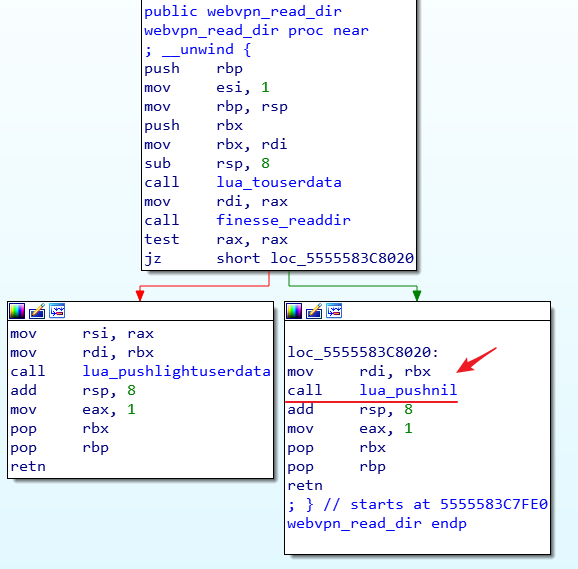 public webvpn_read_dir
webvpn_read_dir proc near
; __unwind {
push rbp
mov esi, 1
mov rbp, rsp
push rbx
mov rbx, rdi
sub rsp, 8
call lua_touserdata
mov rdi, rax
call finesse_readdir
test rax, rax
jz short loc_5555583C8020
mov rsi, rax
mov rdi, rbx
call lua_pushlightuserdata
add rsp, 8
mov eax, 1
pop rbx
pop rbp
retn
loc_5555583C8020:
mov rdi, rbx
call lua_pushnil
add rsp, 8
mov eax, 1
pop rbx
pop rbp
retn
; } // starts at 5555583C7FE0
webvpn_read_dir endp